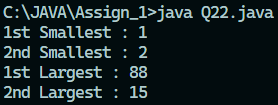 C:\JAVA\Assign_1>java Q22.java
1st Smallest : 1
2nd Smallest : 2
1st Largest : 88
2nd Largest : 15